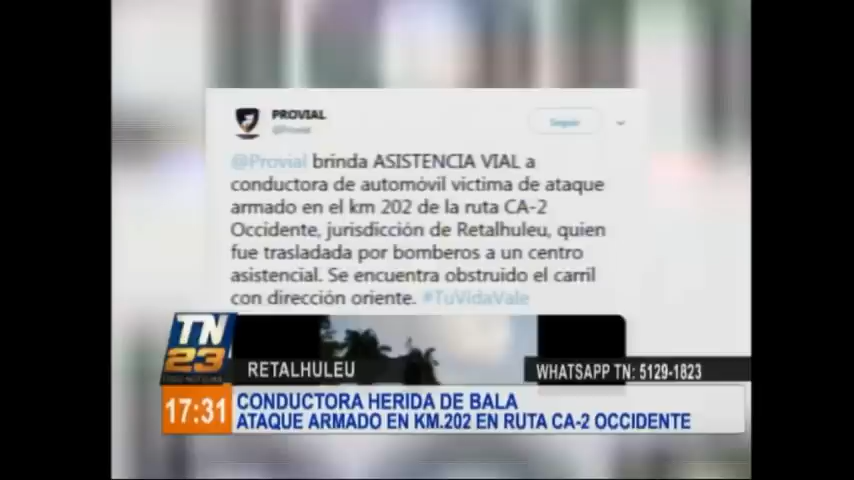 PROVIAL
@Provial
Seguir
@Provial brinda ASISTENCIA VIAL a
conductora de automóvil víctima de ataque
armado en el km 202 de la ruta CA-2
Occidente, jurisdicción de Retalhuleu, quien
fue trasladada por bomberos a un centro
asistencial. Se encuentra obstruido el carril
con dirección oriente. #TuVidaVale
TN
23
RETALHULEU
WHATSAPP TN: 5129-1823
17:31
CONDUCTORA HERIDA DE BALA
ATAQUE ARMADO EN KM.202 EN RUTA CA-2 OCCIDENTE